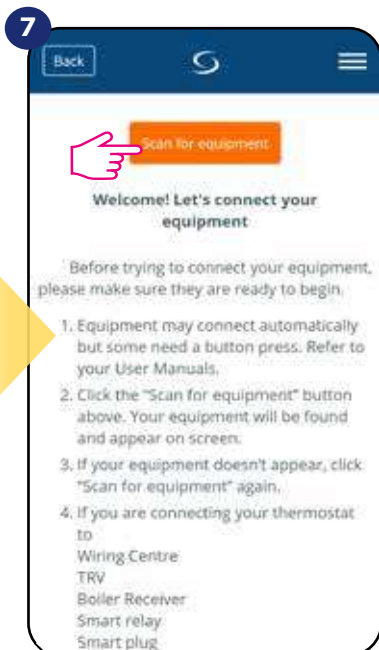 7
Back
Scan for equipment
Welcome! Let's connect your
equipment
Before trying to connect your equipment,
please make sure they are ready to begin.
1. Equipment may connect automatically
but some need a button press. Refer to
your User Manuals.
2. Click the "Scan for equipment" button
above. Your equipment will be found
and appear on screen.
3. If your equipment doesn't appear, click
"Scan for equipment" again.
4. If you are connecting your thermostat
to
Wiring Centre
TRV
Boiler Receiver
Smart relay
Smart plug